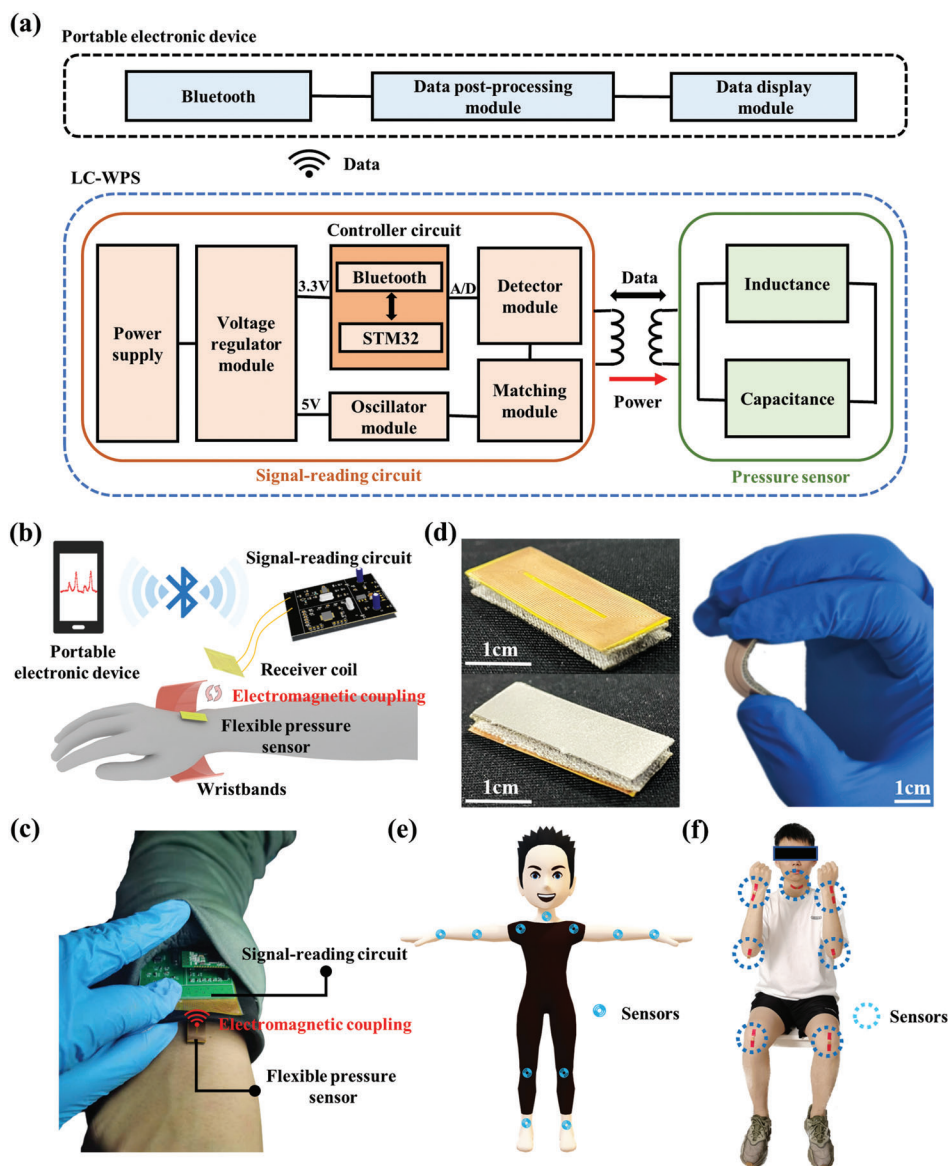 (a)
Portable electronic device
Bluetooth
Data post-processing
module
Data display
module
Data
LC-WPS
Controller circuit
Power
supply
Voltage
regulator
module
3.3V
Bluetooth
STM32
A/D
Detector
module
5V
Oscillator
module
Matching
module
Data
Power
Inductance
Capacitance
Signal-reading circuit
Pressure sensor
(b)
Signal-reading circuit
Portable
electronic device
Receiver coil
Electromagnetic coupling
Flexible pressure
sensor
Wristbands
(d)
1cm
1cm
1cm
(c)
Signal-reading circuit
Electromagnetic coupling
Flexible pressure
sensor
(e)
Sensors
(f)
Sensors